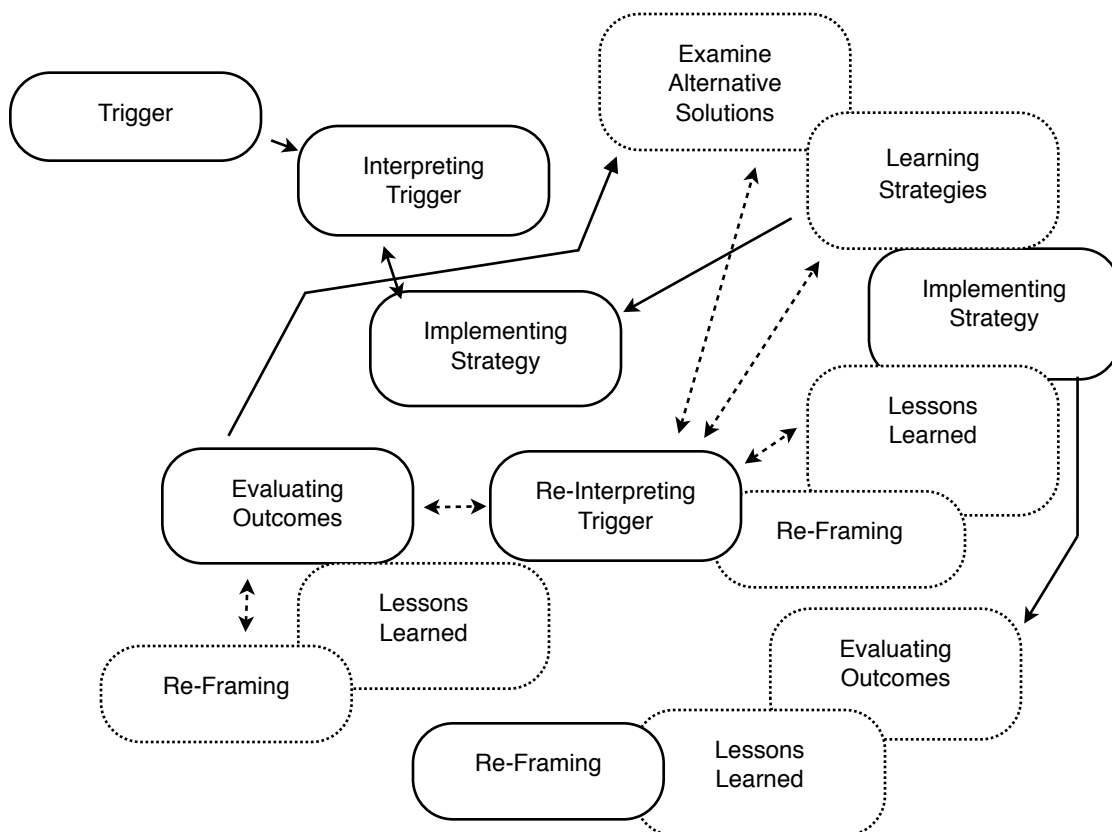 Examine
Alternative
Solutions
Trigger
Interpreting
Trigger
Learning
Strategies
Implementing
Strategy
Implementing
Strategy
Lessons
Learned
Evaluating
Outcomes
Re-Interpreting
Trigger
Re-Framing
Lessons
Learned
Evaluating
Outcomes
Re-Framing
Re-Framing
Lessons
Learned